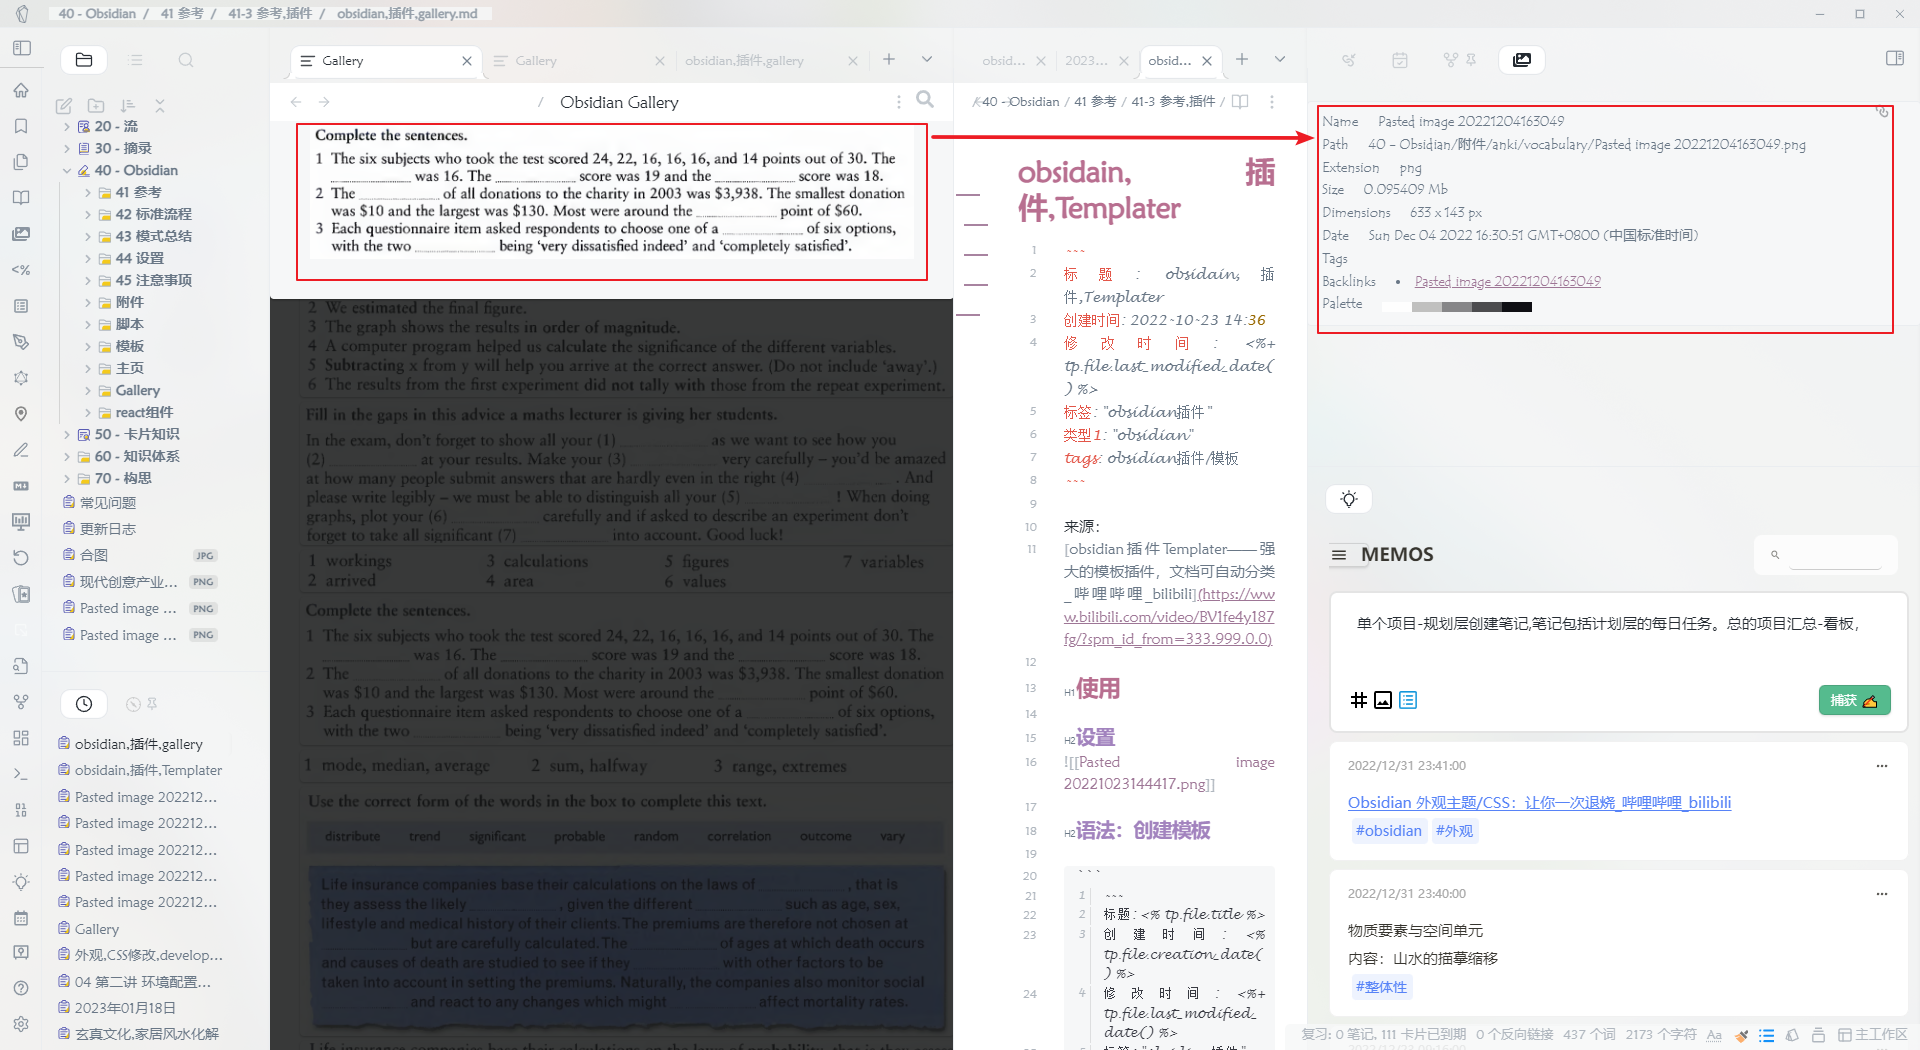 40 - Obsidian / 41 参考 / 41-3 参考,插件 / obsidian,插件,gallery.md
20 - 流
30 - 摘录
40 - Obsidian
41 参考
42 标准流程
43 模式总结
44 设置
45 注意事项
附件
脚本
模板
主页
Gallery
react组件
50 - 卡片知识
60 - 知识体系
70 - 构思
常见问题
更新日志
合图 JPG
现代创意产业... PNG
Pasted image ... PNG
Pasted image ... PNG
obsidian,插件,gallery
obsidain,插件,Templater
Pasted image 202212...
Pasted image 202212...
Pasted image 202212...
Pasted image 202212...
Pasted image 202212...
Gallery
外观,CSS修改,develop...
04 第二讲 环境配置...
2023年01月18日
玄真文化,家居风水化解
Gallery
Gallery
obsidian,插件,gallery
/ Obsidian Gallery
Complete the sentences.
1 The six subjects who took the test scored 24, 22, 16, 16, 16, and 14 points out of 30. The
was 16. The score was 19 and the score was 18.
2 The of all donations to the charity in 2003 was $3,938. The smallest donation
was $10 and the largest was $130. Most were around the point of $60.
3 Each questionnaire item asked respondents to choose one of a of six options,
with the two being 'very dissatisfied indeed' and 'completely satisfied'.
2 We estimated the final figure.
3 The graph shows the results in order of magnitude.
4 A computer program helped us calculate the significance of the different variables.
5 Subtracting x from y will help you arrive at the correct answer. (Do not include 'away'.)
6 The results from the first experiment did not tally with those from the repeat experiment.
Fill in the gaps in this advice a maths lecturer is giving her students.
In the exam, don't forget to show all your (1) as we want to see how you
(2) at your results. Make your (3) very carefully – you'd be amazed
at how many people submit answers that are hardly even in the right (4) . And
please write legibly – we must be able to distinguish all your (5) ! When doing
graphs, plot your (6) carefully and if asked to describe an experiment don't
forget to take all significant (7) into account. Good luck!
1 workings 3 calculations 5 figures 7 variables
2 arrived 4 area 6 values
Complete the sentences.
1 The six subjects who took the test scored 24, 22, 16, 16, 16, and 14 points out of 30. The
was 16. The score was 19 and the score was 18.
2 The of all donations to the charity in 2003 was $3,938. The smallest donation
was $10 and the largest was $130. Most were around the point of $60.
3 Each questionnaire item asked respondents to choose one of a of six options,
with the two being 'very dissatisfied indeed' and 'completely satisfied'.
1 mode, median, average 2 sum, halfway 3 range, extremes
Use the correct form of the words in the box to complete this text.
distribute trend significant probable random correlation outcome vary
Life insurance companies base their calculations on the laws of , that is
they assess the likely , given the different such as age, sex,
lifestyle and medical history of their clients. The premiums are therefore not chosen at
but are carefully calculated. The of ages at which death occurs
and causes of death are studied to see if they with other factors to be
taken into account in setting the premiums. Naturally, the companies also monitor social
and react to any changes which might affect mortality rates.
obsid...
2023...
obsid...
40 - Obsidian / 41 参考 / 41-3 参考,插件 /
obsidain, 插
件,Templater
1 ```
2 标题: obsidain, 插
件,Templater
3 创建时间: 2022-10-23 14:36
4 修改时间: <%+
tp.file.last_modified_date(
) %>
5 标签: "obsidian插件"
6 类型1: "obsidian"
7 tags: obsidian插件/模板
8 ```
9
10 来源:
11 [obsidian插件Templater——强
大的模板插件，文档可自动分类
_哔哩哔哩_bilibili](https://ww
w.bilibili.com/video/BV1fe4y187
fg/?spm_id_from=333.999.0.0)
12
13 H1 使用
14
15 H2 设置
16 ![[Pasted image
20221023144417.png]]
17
18 H2 语法：创建模板
19
20 ```
21 1 ```
22 2 标题: <% tp.file.title %>
23 3 创建时间: <%
tp.file.creation_date(
) %>
24 4 修改时间: <%+
tp.file.last_modified_
date() %>
Name Pasted image 20221204163049
Path 40 - Obsidian/附件/anki/vocabulary/Pasted image 20221204163049.png
Extension png
Size 0.095409 Mb
Dimensions 633 x 143 px
Date Sun Dec 04 2022 16:30:51 GMT+0800 (中国标准时间)
Tags
Backlinks • Pasted image 20221204163049
Palette
MEMOS
单个项目-规划层创建笔记,笔记包括计划层的每日任务。总的项目汇总-看板，
捕获
2022/12/31 23:41:00
Obsidian 外观主题/CSS：让你一次退烧_哔哩哔哩_bilibili
#obsidian #外观
2022/12/31 23:40:00
物质要素与空间单元
内容：山水的描摹缩移
#整体性
复习: 0 笔记, 111 卡片已到期 0 个反向链接 437 个词 2173 个字符 Aa 主工作区